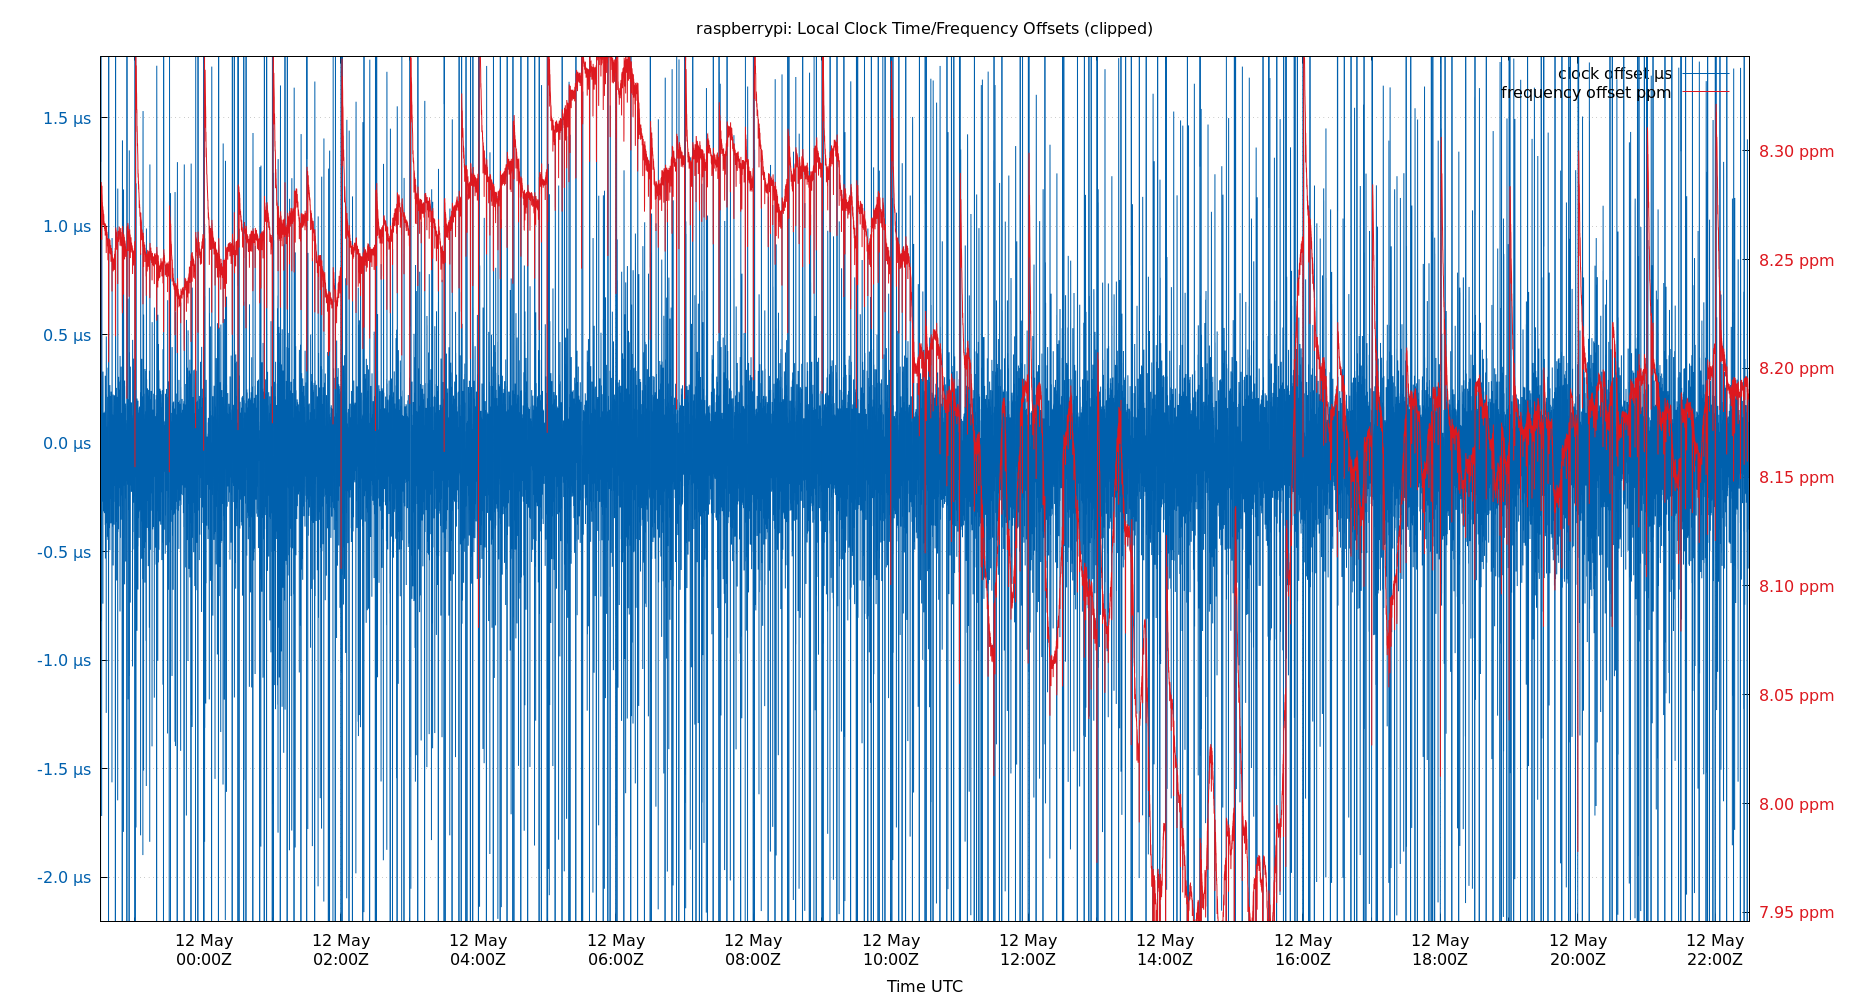 raspberrypi: Local Clock Time/Frequency Offsets (clipped)
clock offset µs
frequency offset ppm
1.5 µs
1.0 µs
0.5 µs
0.0 µs
-0.5 µs
-1.0 µs
-1.5 µs
-2.0 µs
8.30 ppm
8.25 ppm
8.20 ppm
8.15 ppm
8.10 ppm
8.05 ppm
8.00 ppm
7.95 ppm
12 May 12 May 12 May 12 May 12 May 12 May 12 May 12 May 12 May 12 May 12 May 12 May
00:00Z 02:00Z 04:00Z 06:00Z 08:00Z 10:00Z 12:00Z 14:00Z 16:00Z 18:00Z 20:00Z 22:00Z
Time UTC